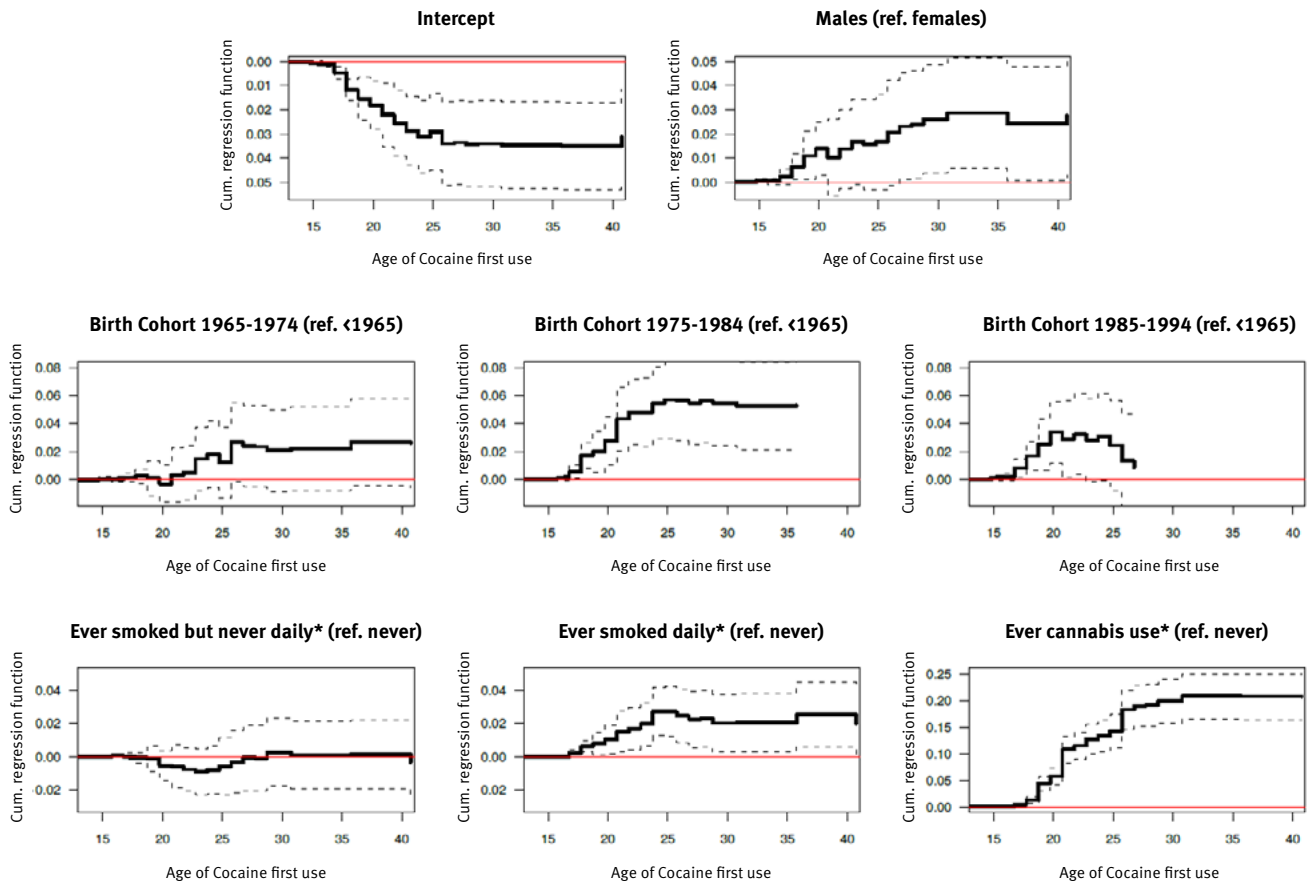 Intercept
Males (ref. females)
Cum. regression function
0.00
0.01
0.02
0.03
0.04
0.05
15 20 25 30 35 40
Age of Cocaine first use
Cum. regression function
0.05
0.04
0.03
0.02
0.01
0.00
15 20 25 30 35 40
Age of Cocaine first use
Birth Cohort 1965-1974 (ref. <1965)
Birth Cohort 1975-1984 (ref. <1965)
Birth Cohort 1985-1994 (ref. <1965)
Cum. regression function
0.08
0.06
0.04
0.02
0.00
15 20 25 30 35 40
Age of Cocaine first use
Cum. regression function
0.08
0.06
0.04
0.02
0.00
15 20 25 30 35 40
Age of Cocaine first use
Cum. regression function
0.08
0.06
0.04
0.02
0.00
15 20 25 30 35 40
Age of Cocaine first use
Ever smoked but never daily* (ref. never)
Ever smoked daily* (ref. never)
Ever cannabis use* (ref. never)
Cum. regression function
0.04
0.02
0.00
0.02
15 20 25 30 35 40
Age of Cocaine first use
Cum. regression function
0.04
0.02
0.00
0.02
15 20 25 30 35 40
Age of Cocaine first use
Cum. regression function
0.25
0.20
0.15
0.10
0.05
0.00
15 20 25 30 35 40
Age of Cocaine first use